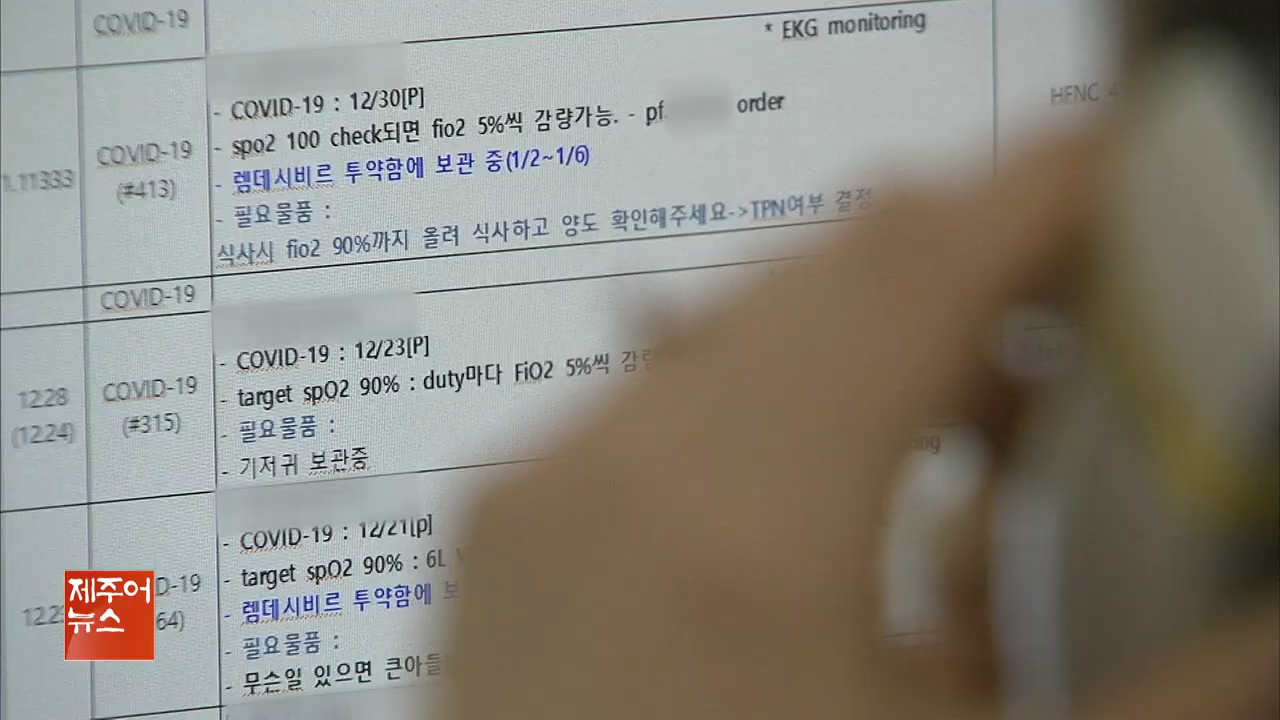 COVID-19
* EKG monitoring
1.11333
COVID-19
(#413)
- COVID-19 : 12/30[P]
- spo2 100 check되면 fio2 5%씩 감량가능. - pf. order
- 렘데시비르 투약함에 보관 중(1/2~1/6)
- 필요물품 :
식사시 fio2 90%까지 올려 식사하고 양도 확인해주세요->TPN여부 결정
HFNC
COVID-19
12.28
(12.24)
COVID-19
(#315)
- COVID-19 : 12/23[P]
- target spO2 90% : duty마다 FiO2 5%씩 감
- 필요물품 :
- 기저귀 보관중
D-19
64)
- COVID-19 : 12/21[p]
- target spO2 90% : 6L
- 렘데시비르 투약함에
- 필요물품 :
- 무슨일 있으면 큰아들
제주어
뉴스